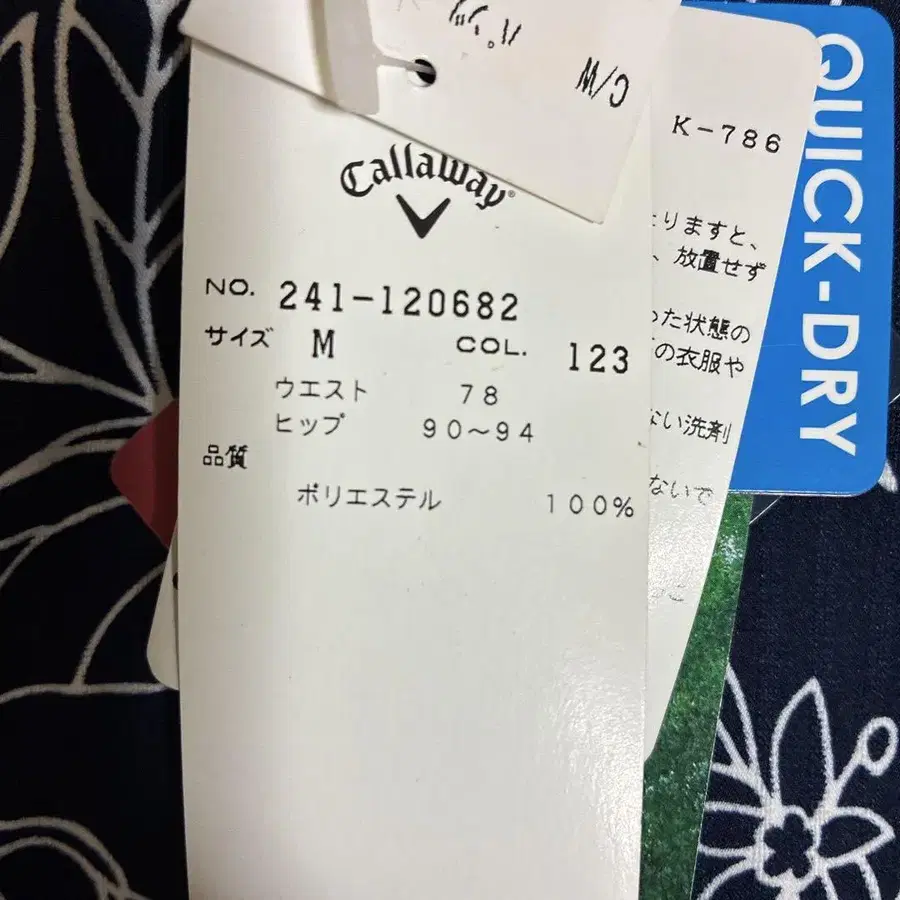 M/C
Callaway
NO. 241-120682
サイズ M COL. 123
ウエスト 78
ヒップ 90～94
品質
ポリエステル 100%
K-786
りますと、
、放置せず
た状態の
の衣服や
ない洗剤
ないで
QUICK-DRY